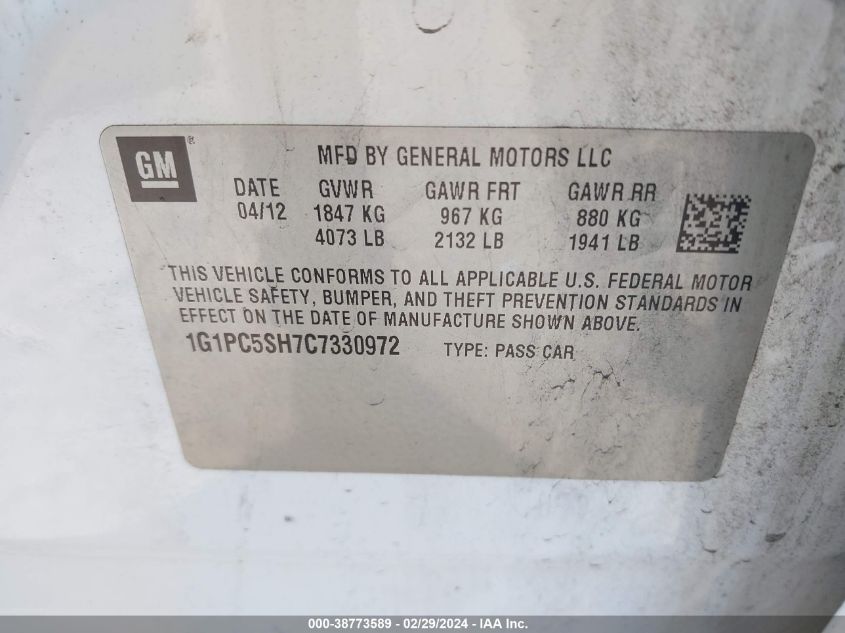 GM®
MFD BY GENERAL MOTORS LLC
DATE GVWR GAWR FRT GAWR RR
04/12 1847 KG 967 KG 880 KG
4073 LB 2132 LB 1941 LB
THIS VEHICLE CONFORMS TO ALL APPLICABLE U.S. FEDERAL MOTOR
VEHICLE SAFETY, BUMPER, AND THEFT PREVENTION STANDARDS IN
EFFECT ON THE DATE OF MANUFACTURE SHOWN ABOVE.
1G1PC5SH7C7330972 TYPE: PASS CAR
000-38773589 - 02/29/2024 - IAA Inc.